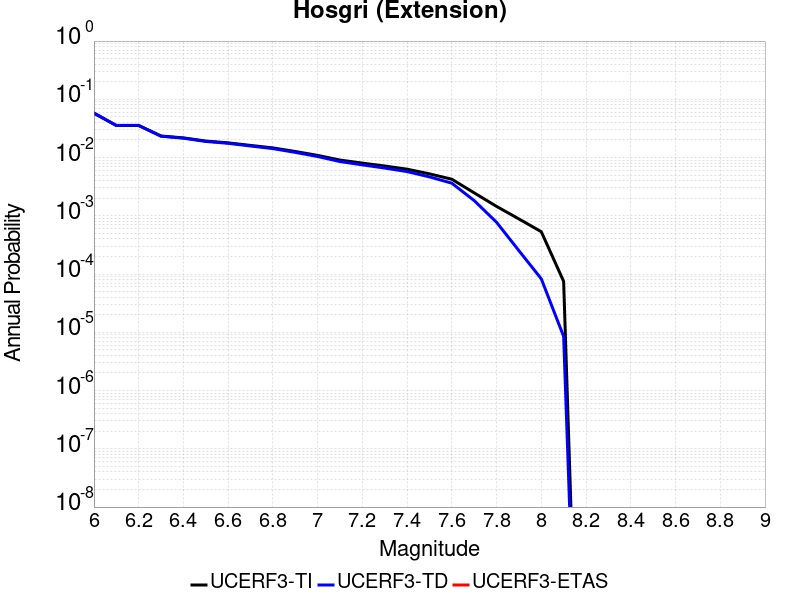 Hosgri (Extension)
10^0
10^-1
10^-2
10^-3
10^-4
10^-5
10^-6
10^-7
10^-8
Annual Probability
6 6.2 6.4 6.6 6.8 7 7.2 7.4 7.6 7.8 8 8.2 8.4 8.6 8.8 9
Magnitude
UCERF3-TI UCERF3-TD UCERF3-ETAS